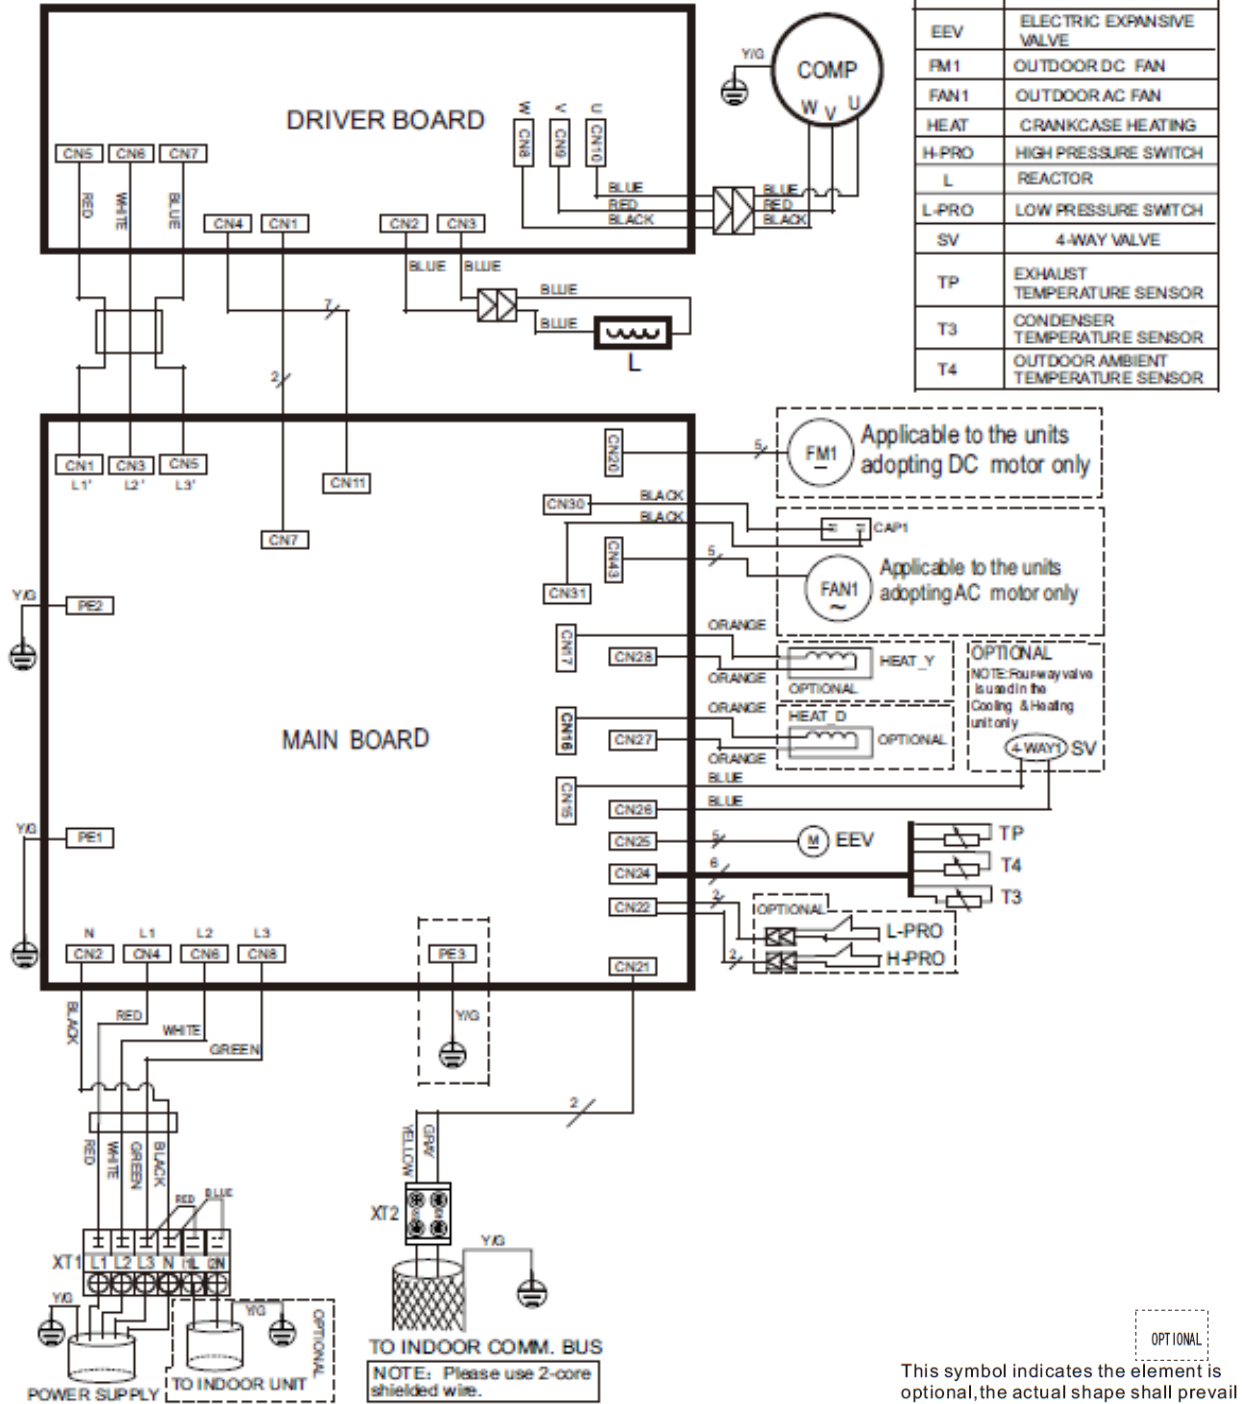 DRIVER BOARD
CN5
CN6
CN7
RED
WHITE
BLUE
CN4
CN1
CN2
CN3
W
V
U
CN8
CN9
CN10
BLUE
RED
BLACK
BLUE
RED
BLACK
Y/G
COMP
W
V
U
BLUE
BLUE
BLUE
BLUE
L
7
2
EEV
ELECTRIC EXPANSIVE
VALVE
FM1
OUTDOOR DC FAN
FAN1
OUTDOOR AC FAN
HEAT
CRANKCASE HEATING
H-PRO
HIGH PRESSURE SWITCH
L
REACTOR
L-PRO
LOW PRESSURE SWITCH
SV
4-WAY VALVE
TP
EXHAUST
TEMPERATURE SENSOR
T3
CONDENSER
TEMPERATURE SENSOR
T4
OUTDOOR AMBIENT
TEMPERATURE SENSOR
CN1
CN3
CN5
L1'
L2'
L3'
CN11
CN7
CN20
5
FM1
Applicable to the units
adopting DC motor only
CN30
BLACK
BLACK
CAP1
CN43
5
CN31
FAN1
Applicable to the units
adopting AC motor only
Y/G
PE2
CN17
ORANGE
CN28
ORANGE
HEAT_Y
OPTIONAL
OPTIONAL
NOTE:Four-way valve
is used in the
Cooling & Heating
unit only
4-WAY1
SV
MAIN BOARD
CN16
ORANGE
CN27
ORANGE
HEAT_D
OPTIONAL
CN15
BLUE
CN26
BLUE
Y/G
PE1
CN25
5
M
EEV
CN24
6
TP
T4
T3
CN22
2
2
OPTIONAL
L-PRO
H-PRO
CN21
N
L1
L2
L3
CN2
CN4
CN6
CN8
PE3
Y/G
BLACK
RED
WHITE
GREEN
2
RED
WHITE
GREEN
BLACK
RED
BLUE
YELLOW
GRAY
XT1
L1
L2
L3
N
XT2
Y/G
Y/G
Y/G
OPTIONAL
POWER SUPPLY
TO INDOOR UNIT
TO INDOOR COMM. BUS
NOTE: Please use 2-core
shielded wire.
OPTIONAL
This symbol indicates the element is
optional,the actual shape shall prevail